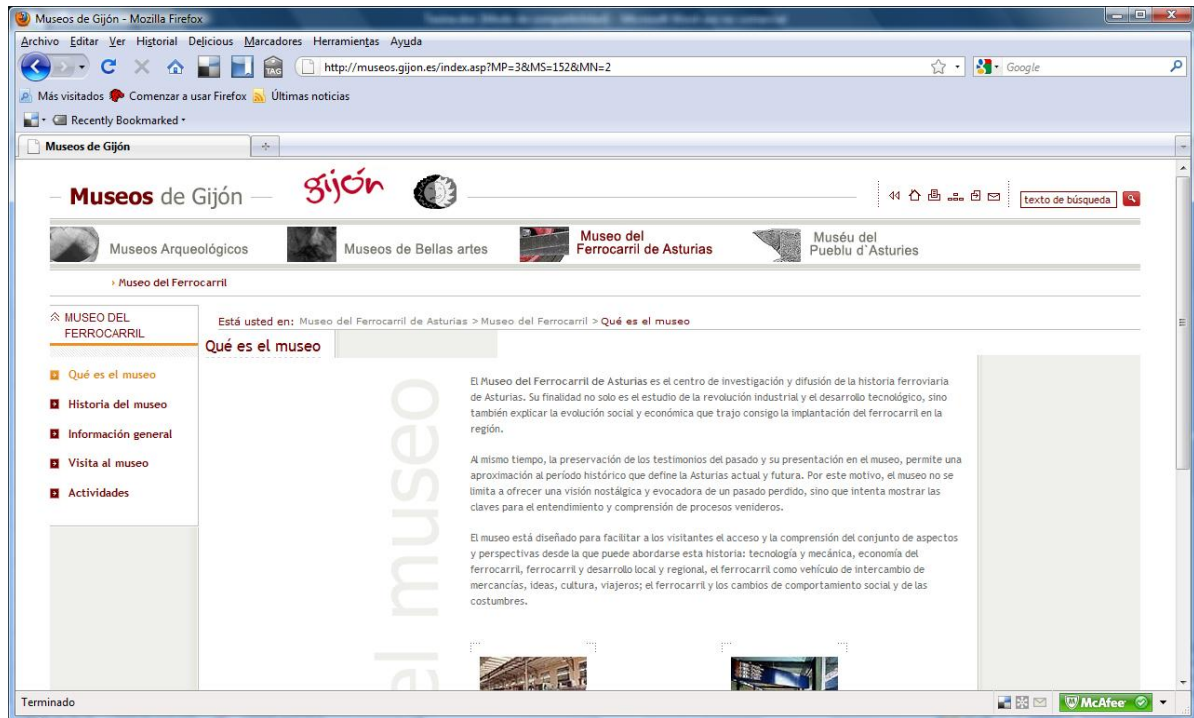 Museos de Gijón - Mozilla Firefox
Archivo Editar Ver Historial Delicious Marcadores Herramientas Ayuda
TAG http://museos.gijon.es/index.asp?MP=3&MS=152&MN=2 Google
Más visitados Comenzar a usar Firefox Últimas noticias
Recently Bookmarked
Museos de Gijón
Museos de Gijón gijón
texto de búsqueda
Museos Arqueológicos
Museos de Bellas artes
Museo del
Ferrocarril de Asturias
Muséu del
Pueblu d`Asturies
Museo del Ferrocarril
MUSEO DEL
FERROCARRIL
Qué es el museo
Historia del museo
Información general
Visita al museo
Actividades
Está usted en: Museo del Ferrocarril de Asturias > Museo del Ferrocarril > Qué es el museo
Qué es el museo
el museo
El Museo del Ferrocarril de Asturias es el centro de investigación y difusión de la historia ferroviaria
de Asturias. Su finalidad no solo es el estudio de la revolución industrial y el desarrollo tecnológico, sino
también explicar la evolución social y económica que trajo consigo la implantación del ferrocarril en la
región.
Al mismo tiempo, la preservación de los testimonios del pasado y su presentación en el museo, permite una
aproximación al período histórico que define la Asturias actual y futura. Por este motivo, el museo no se
limita a ofrecer una visión nostálgica y evocadora de un pasado perdido, sino que intenta mostrar las
claves para el entendimiento y comprensión de procesos venideros.
El museo está diseñado para facilitar a los visitantes el acceso y la comprensión del conjunto de aspectos
y perspectivas desde la que puede abordarse esta historia: tecnología y mecánica, economía del
ferrocarril, ferrocarril y desarrollo local y regional, el ferrocarril como vehículo de intercambio de
mercancías, ideas, cultura, viajeros; el ferrocarril y los cambios de comportamiento social y de las
costumbres.
Terminado
McAfee